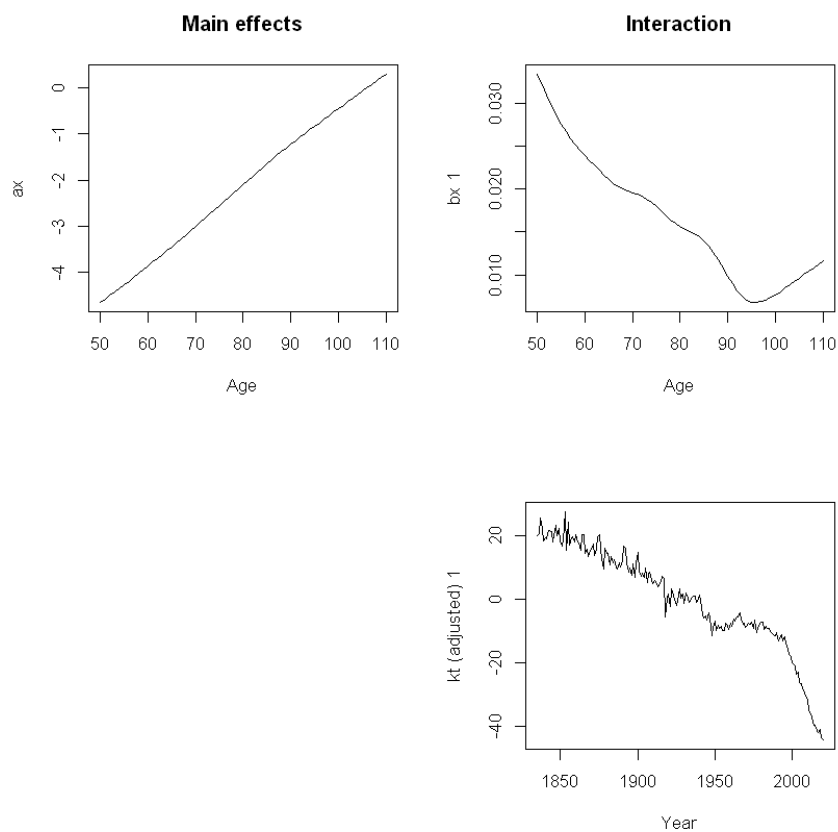 Main effects
ax
0
-1
-2
-3
-4
50 60 70 80 90 100 110
Age
Interaction
bx 1
0.030
0.020
0.010
50 60 70 80 90 100 110
Age
kt (adjusted) 1
20
0
-20
-40
1850 1900 1950 2000
Year